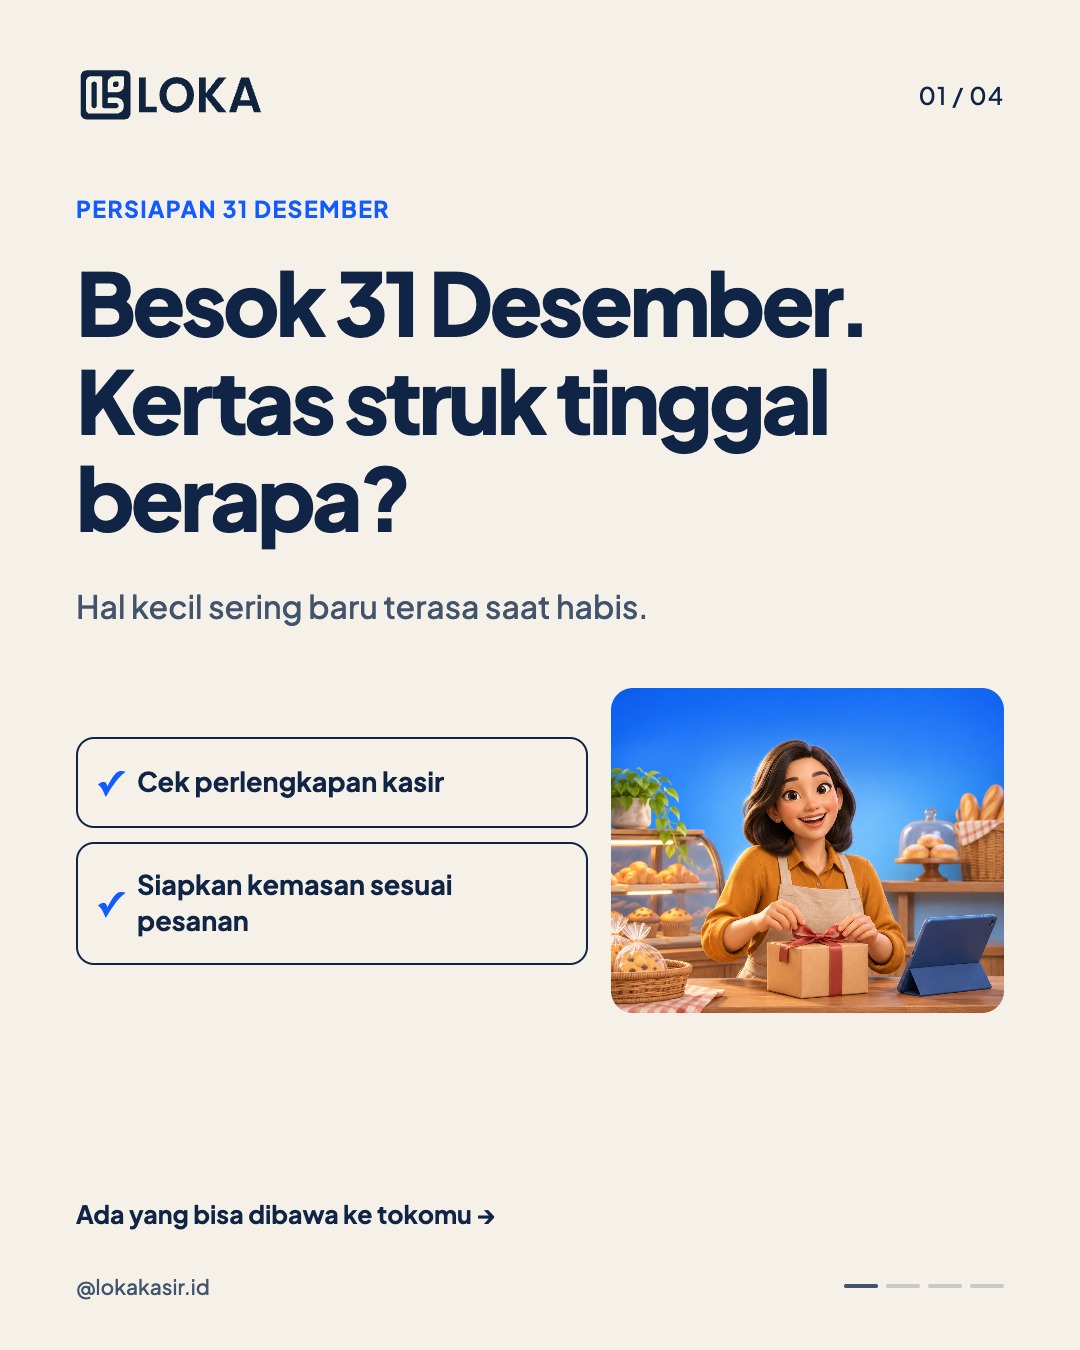 LOKA
01 / 04
PERSIAPAN 31 DESEMBER
Besok 31 Desember.
Kertas struk tinggal
berapa?
Hal kecil sering baru terasa saat habis.
✓ Cek perlengkapan kasir
✓ Siapkan kemasan sesuai
pesanan
Ada yang bisa dibawa ke tokomu →
@lokakasir.id